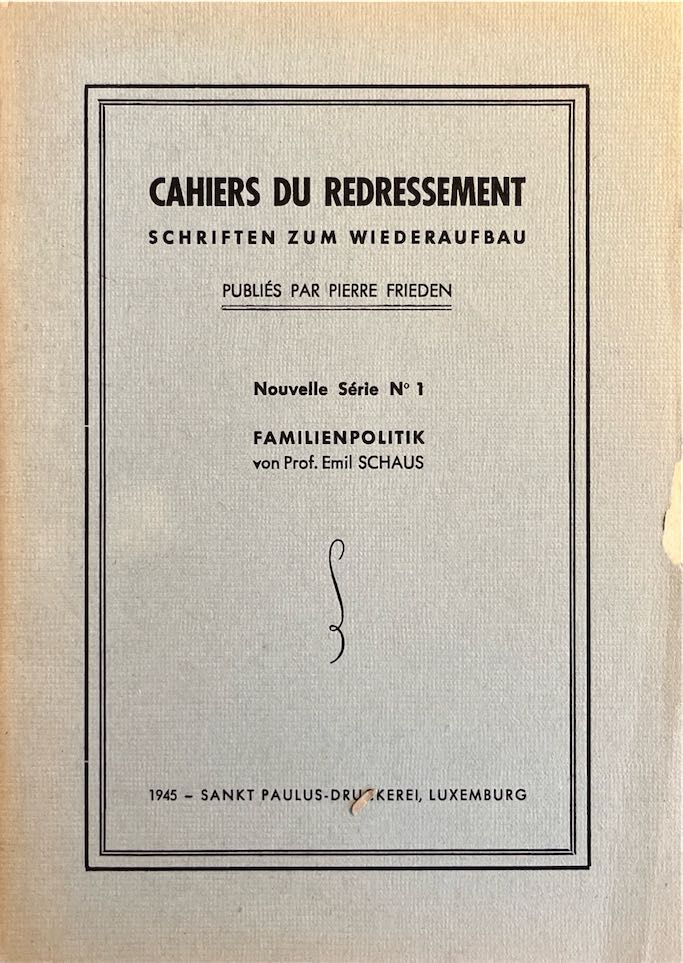 CAHIERS DU REDRESSEMENT
SCHRIFTEN ZUM WIEDERAUFBAU
PUBLIÉS PAR PIERRE FRIEDEN
Nouvelle Série N° 1
FAMILIENPOLITIK
von Prof. Emil SCHAUS
1945 – SANKT PAULUS-DRUCKEREI, LUXEMBURG